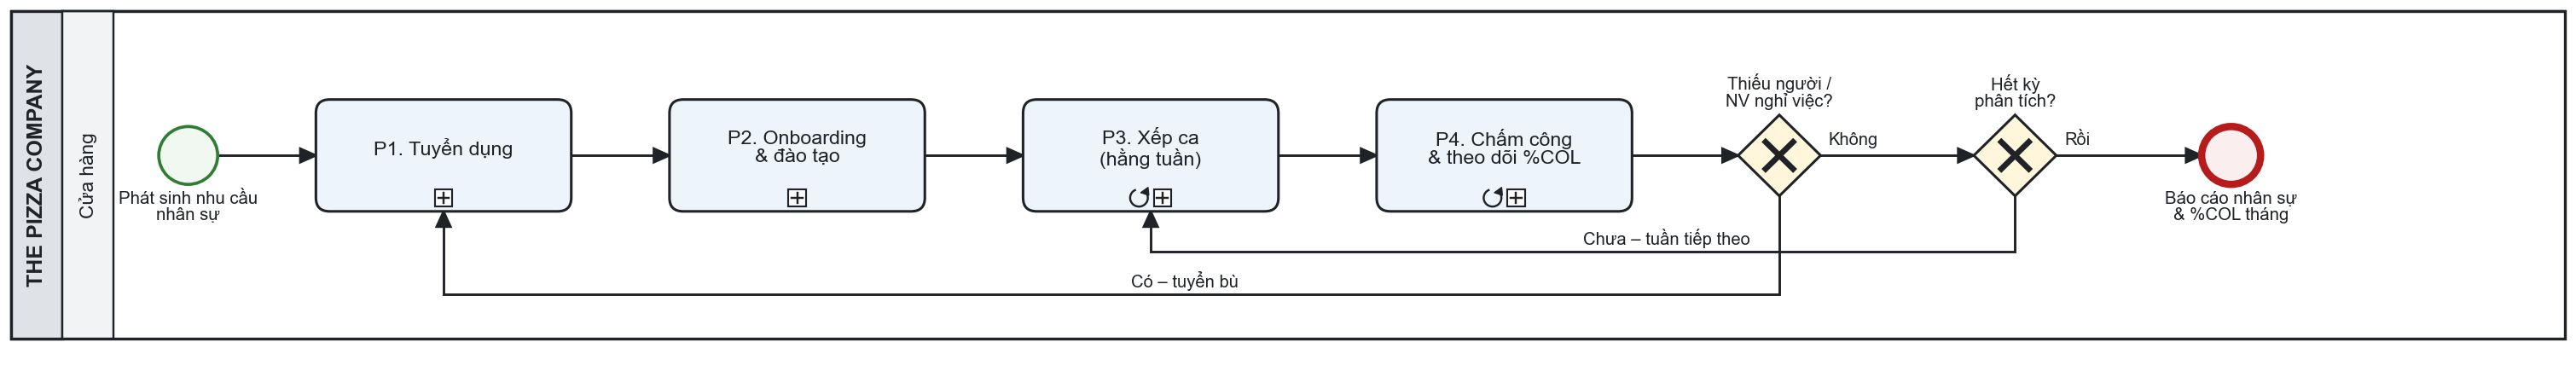 THE PIZZA COMPANY
Cửa hàng
Phát sinh nhu cầu
nhân sự
P1. Tuyển dụng
P2. Onboarding
& đào tạo
P3. Xếp ca
(hằng tuần)
P4. Chấm công
& theo dõi %COL
Thiếu người /
NV nghỉ việc?
Không
Hết kỳ
phân tích?
Rồi
Báo cáo nhân sự
& %COL tháng
Chưa – tuần tiếp theo
Có – tuyển bù